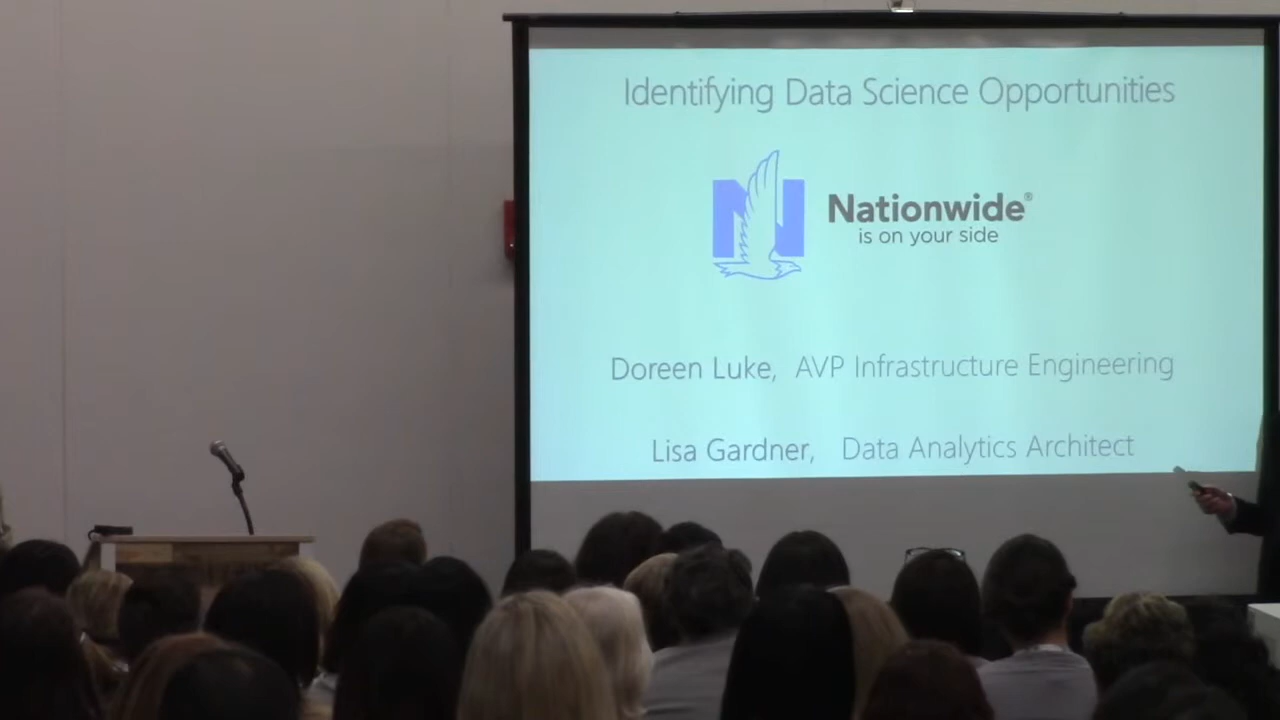 Identifying Data Science Opportunities
Nationwide®
is on your side
Doreen Luke, AVP Infrastructure Engineering
Lisa Gardner, Data Analytics Architect